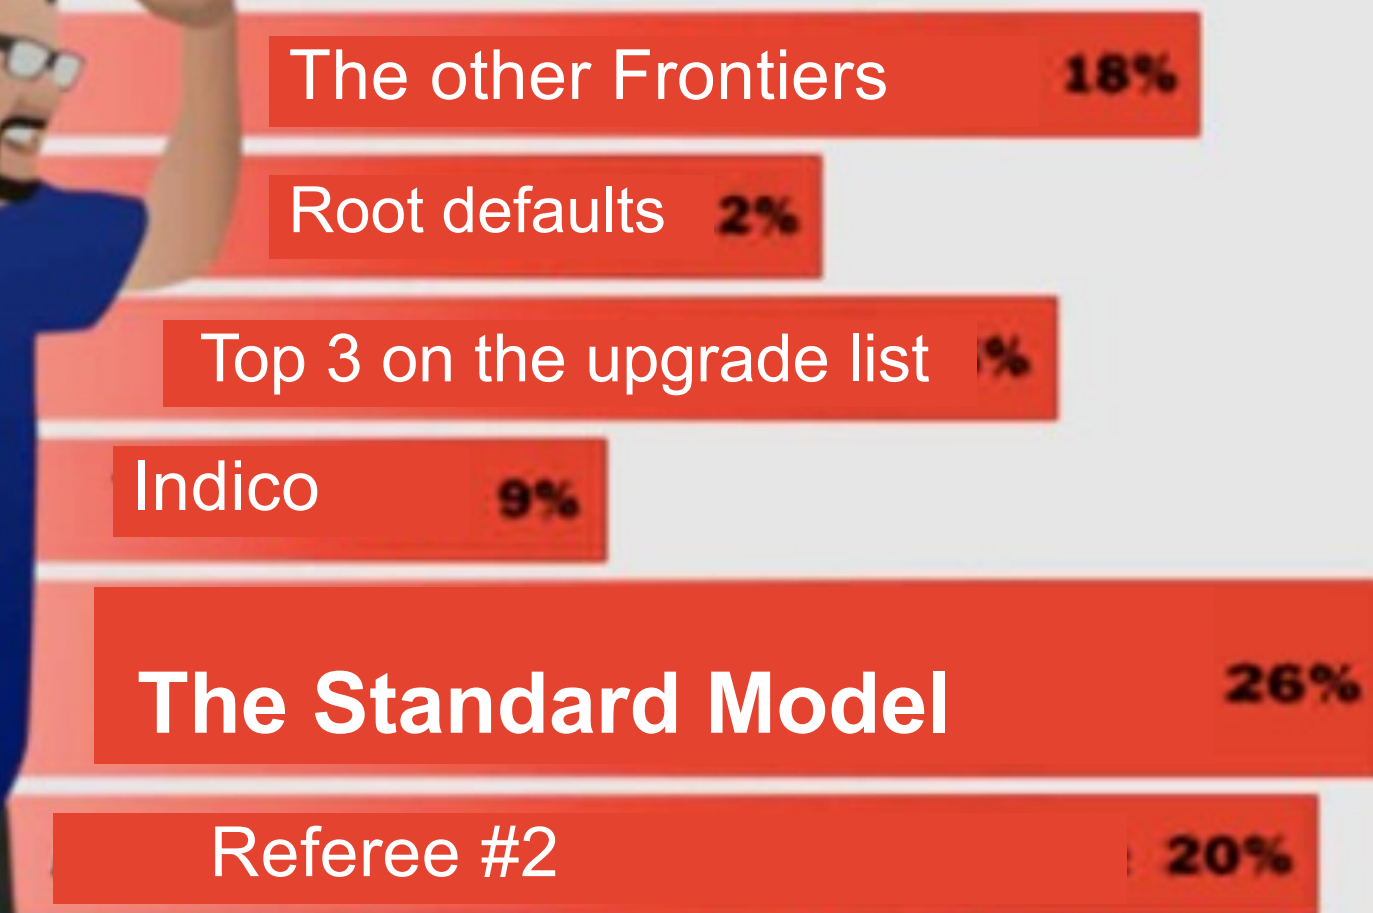 The other Frontiers 18%
Root defaults 2%
Top 3 on the upgrade list %
Indico 9%
The Standard Model 26%
Referee #2 20%